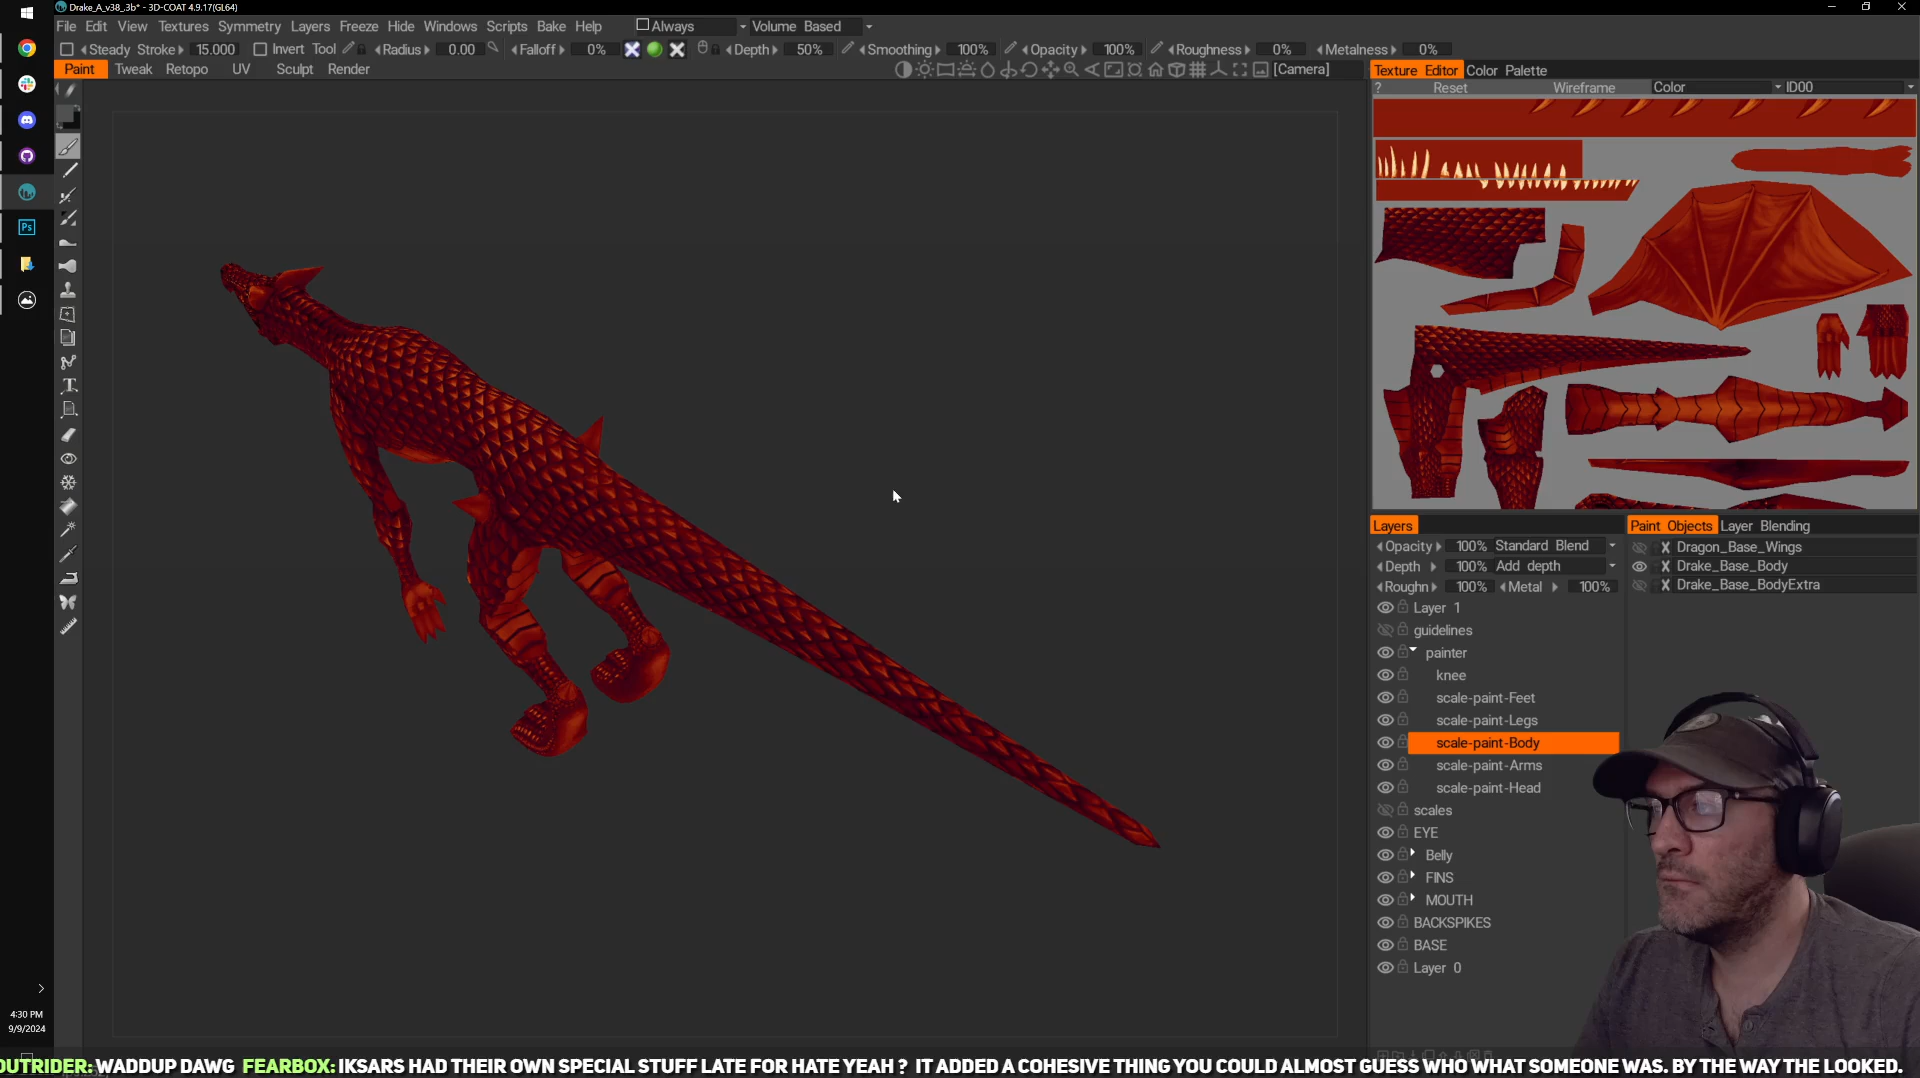 Drake_A_v38_.3b* - 3D-COAT 4.9.17(GL64)
File Edit View Textures Symmetry Layers Freeze Hide Windows Scripts Bake Help Always Volume Based
Steady Stroke 15.000 Invert Tool Radius 0.00 Falloff 0% Depth 50% Smoothing 100% Opacity 100% Roughness 0% Metalness 0%
Paint Tweak Retopo UV Sculpt Render [Camera]
Texture Editor Color Palette
? Reset Wireframe Color ID00
Layers
Opacity 100% Standard Blend
Depth 100% Add depth
Roughn 100% Metal 100%
Layer 1
guidelines
painter
knee
scale-paint-Feet
scale-paint-Legs
scale-paint-Body
scale-paint-Arms
scale-paint-Head
scales
EYE
Belly
FINS
MOUTH
BACKSPIKES
BASE
Layer 0
Paint Objects Layer Blending
Dragon_Base_Wings
Drake_Base_Body
Drake_Base_BodyExtra
Ps
4:30 PM
9/9/2024
OUTRIDER: WADDUP DAWG FEARBOX: IKSARS HAD THEIR OWN SPECIAL STUFF LATE FOR HATE YEAH ? IT ADDED A COHESIVE THING YOU COULD ALMOST GUESS WHO WHAT SOMEONE WAS. BY THE WAY THE LOOKED.